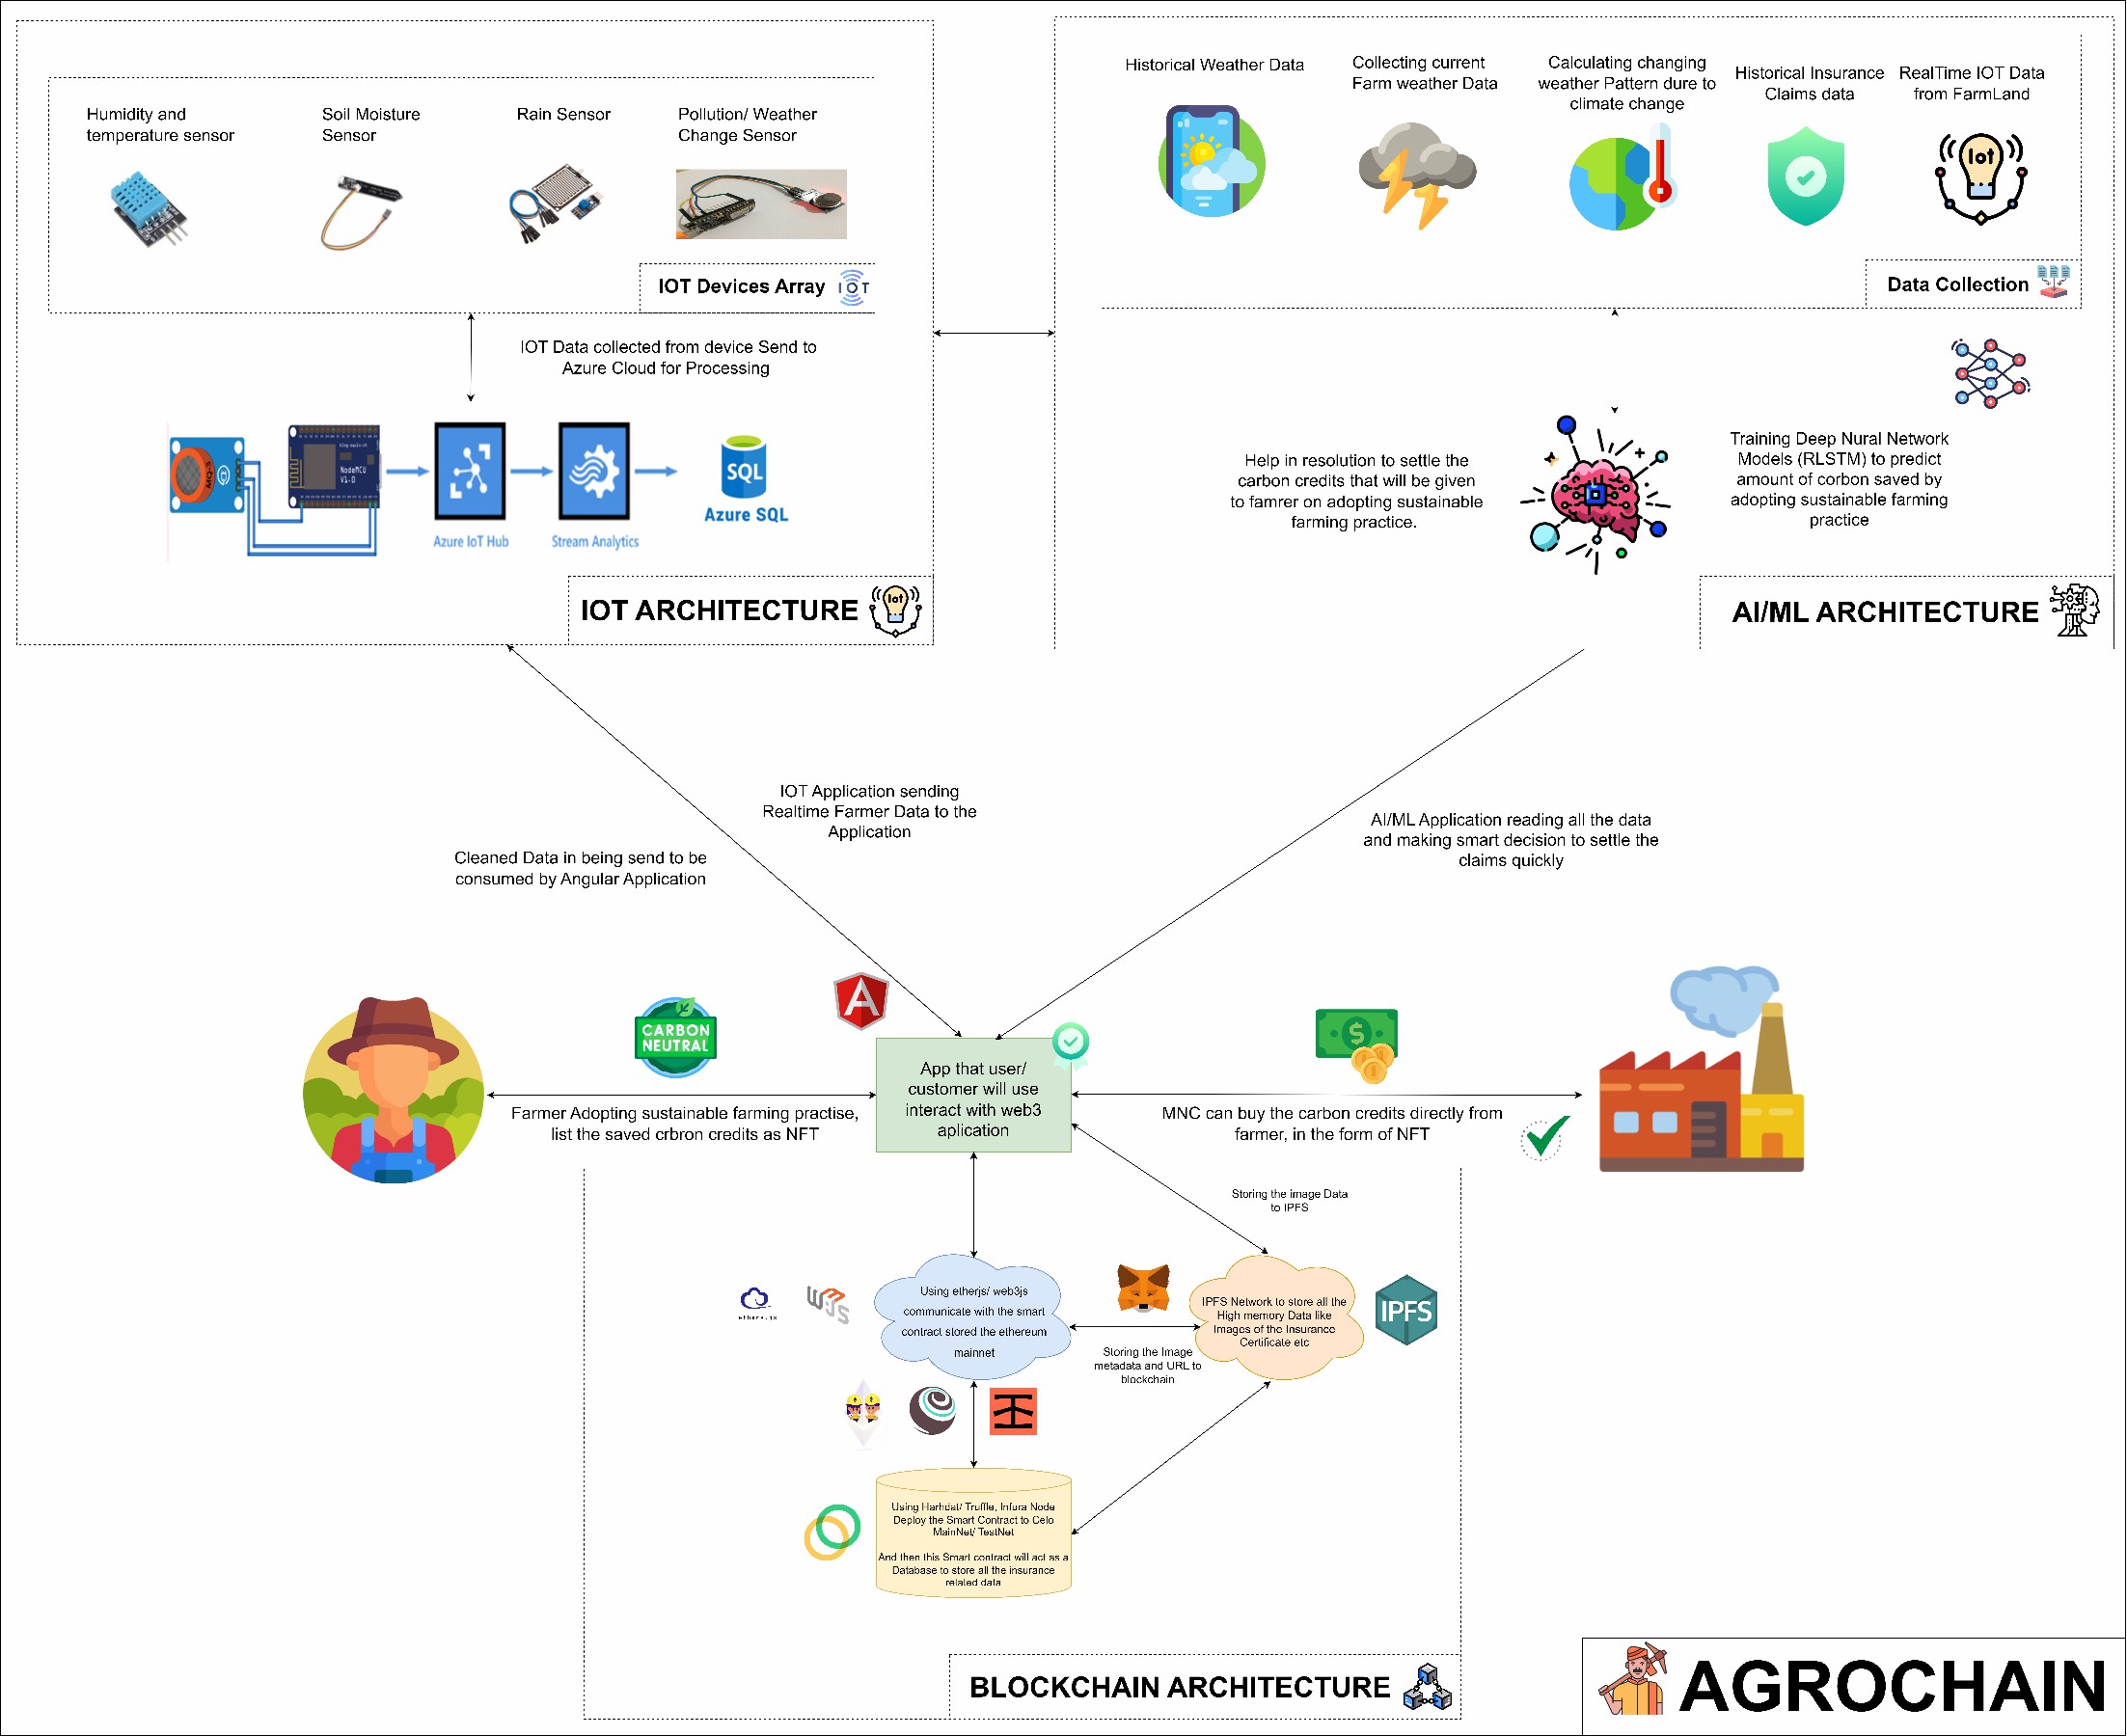 Humidity and
temperature sensor
Soil Moisture
Sensor
Rain Sensor
Pollution/ Weather
Change Sensor
IOT Devices Array
IOT
IOT Data collected from device Send to
Azure Cloud for Processing
MQ-3
NodeMCU
V1.0
Azure IoT Hub
Stream Analytics
SQL
Azure SQL
IOT ARCHITECTURE
Iot
Historical Weather Data
Collecting current
Farm weather Data
Calculating changing
weather Pattern dure to
climate change
Historical Insurance
Claims data
RealTime IOT Data
from FarmLand
Iot
Data Collection
Help in resolution to settle the
carbon credits that will be given
to famrer on adopting sustainable
farming practice.
Training Deep Nural Network
Models (RLSTM) to predict
amount of corbon saved by
adopting sustainable farming
practice
AI/ML ARCHITECTURE
IOT Application sending
Realtime Farmer Data to the
Application
Cleaned Data in being send to be
consumed by Angular Application
AI/ML Application reading all the data
and making smart decision to settle the
claims quickly
CARBON
NEUTRAL
A
App that user/
customer will use
interact with web3
aplication
$
Farmer Adopting sustainable farming practise,
list the saved crbron credits as NFT
MNC can buy the carbon credits directly from
farmer, in the form of NFT
Storing the image Data
to IPFS
Using etherjs/ web3js
communicate with the smart
contract stored the ethereum
mainnet
IPFS Network to store all the
High memory Data like
Images of the Insurance
Certificate etc
IPFS
Storing the Image
metadata and URL to
blockchain
Using Harhdat/ Truffle, Infura Node
Deploy the Smart Contract to Celo
MainNet/ TestNet
And then this Smart contract will act as a
Database to store all the insurance
related data
BLOCKCHAIN ARCHITECTURE
AGROCHAIN